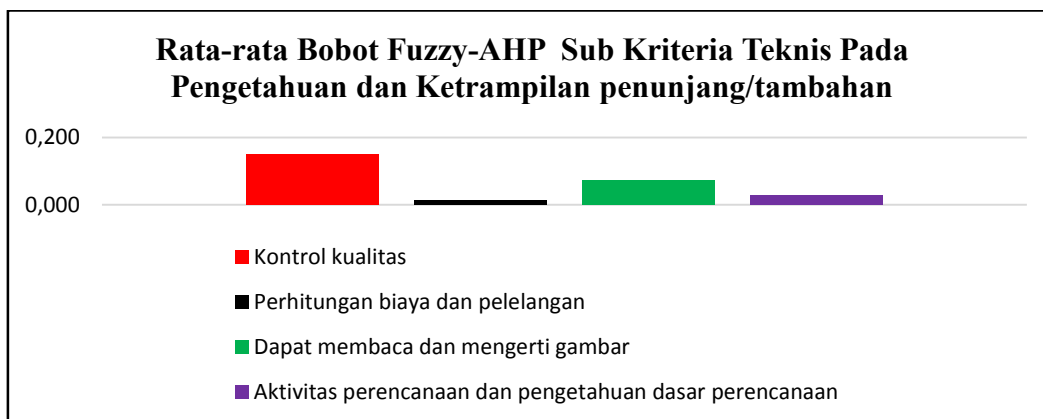 Rata-rata Bobot Fuzzy-AHP Sub Kriteria Teknis Pada
Pengetahuan dan Ketrampilan penunjang/tambahan
0,200
0,000
Kontrol kualitas
Perhitungan biaya dan pelelangan
Dapat membaca dan mengerti gambar
Aktivitas perencanaan dan pengetahuan dasar perencanaan